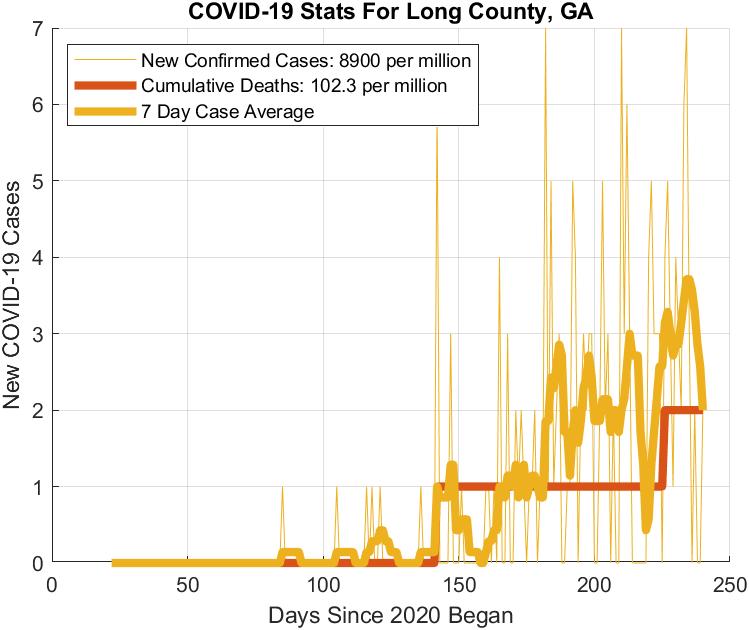 COVID-19 Stats For Long County, GA
New Confirmed Cases: 8900 per million
Cumulative Deaths: 102.3 per million
7 Day Case Average
New COVID-19 Cases
7
6
5
4
3
2
1
0
0 50 100 150 200 250
Days Since 2020 Began